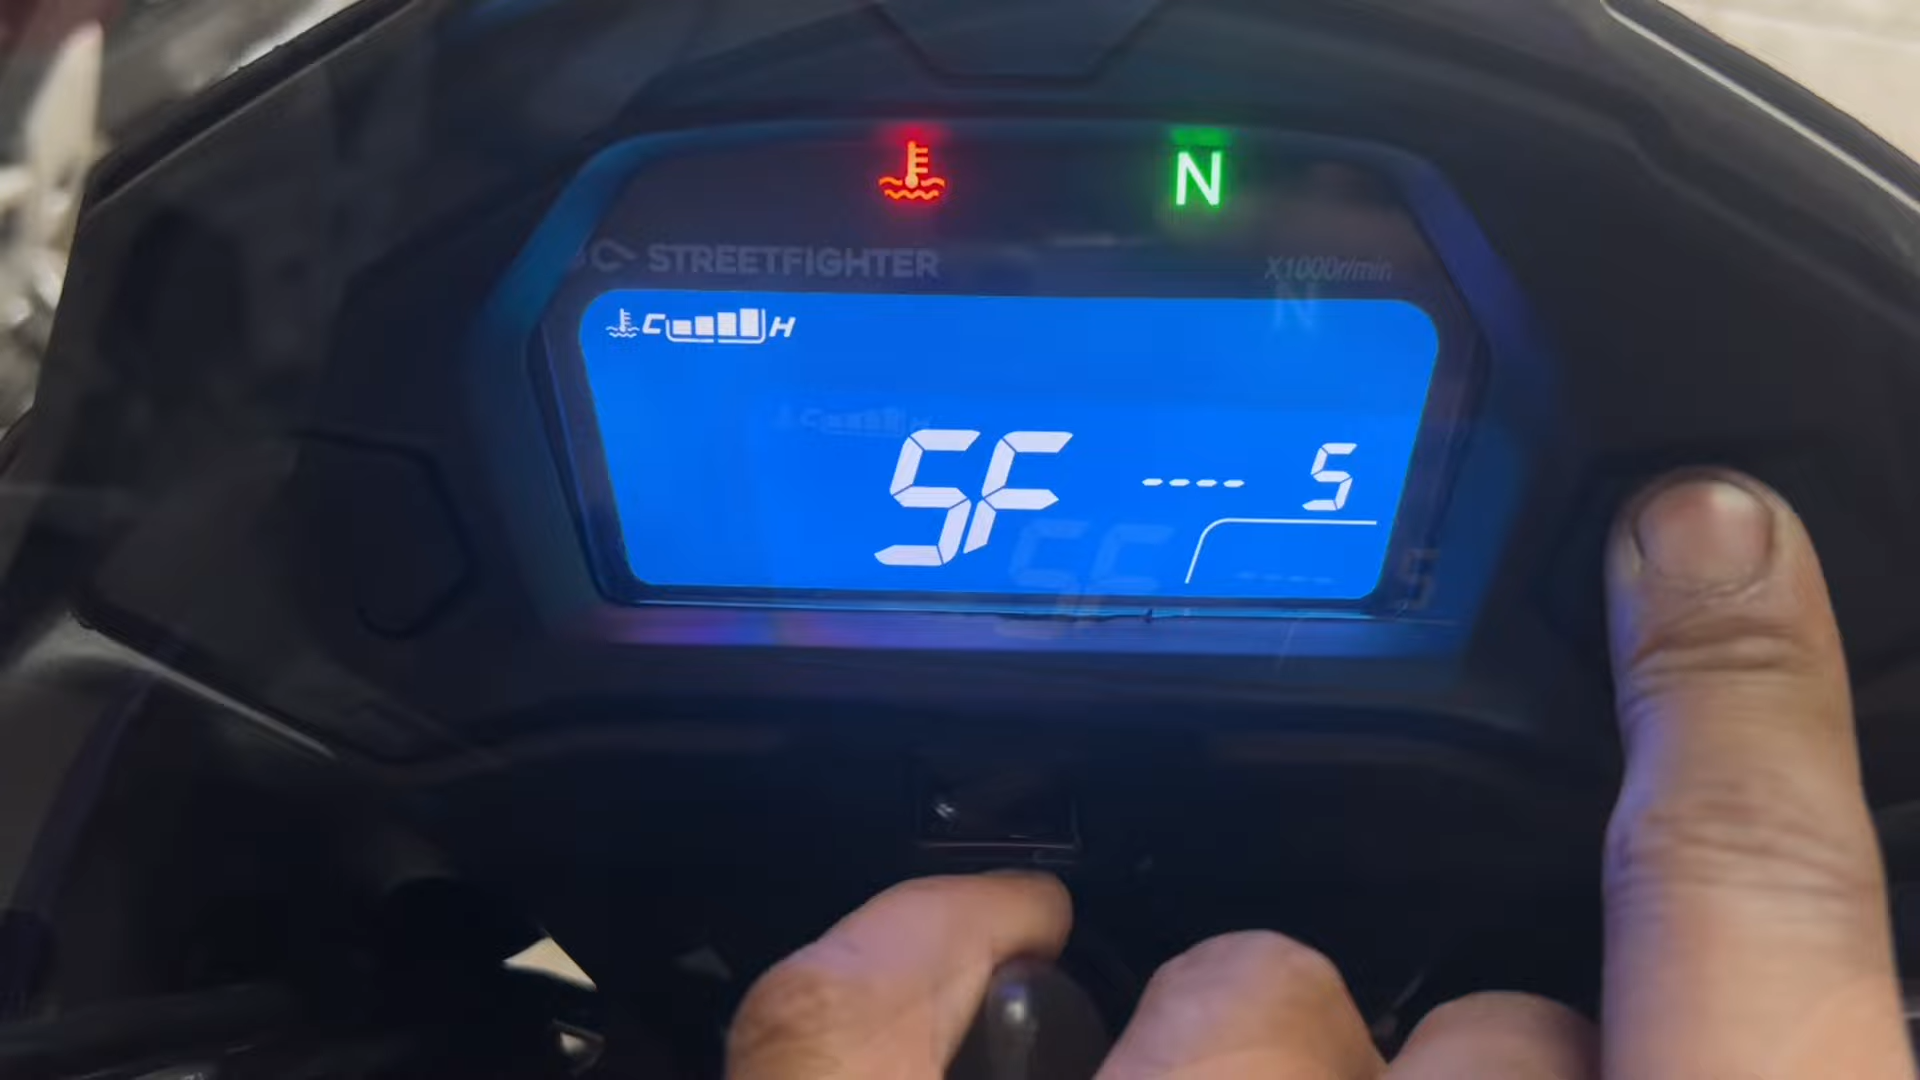 N
STREETFIGHTER
X1000r/min
C H
SF ---- 5